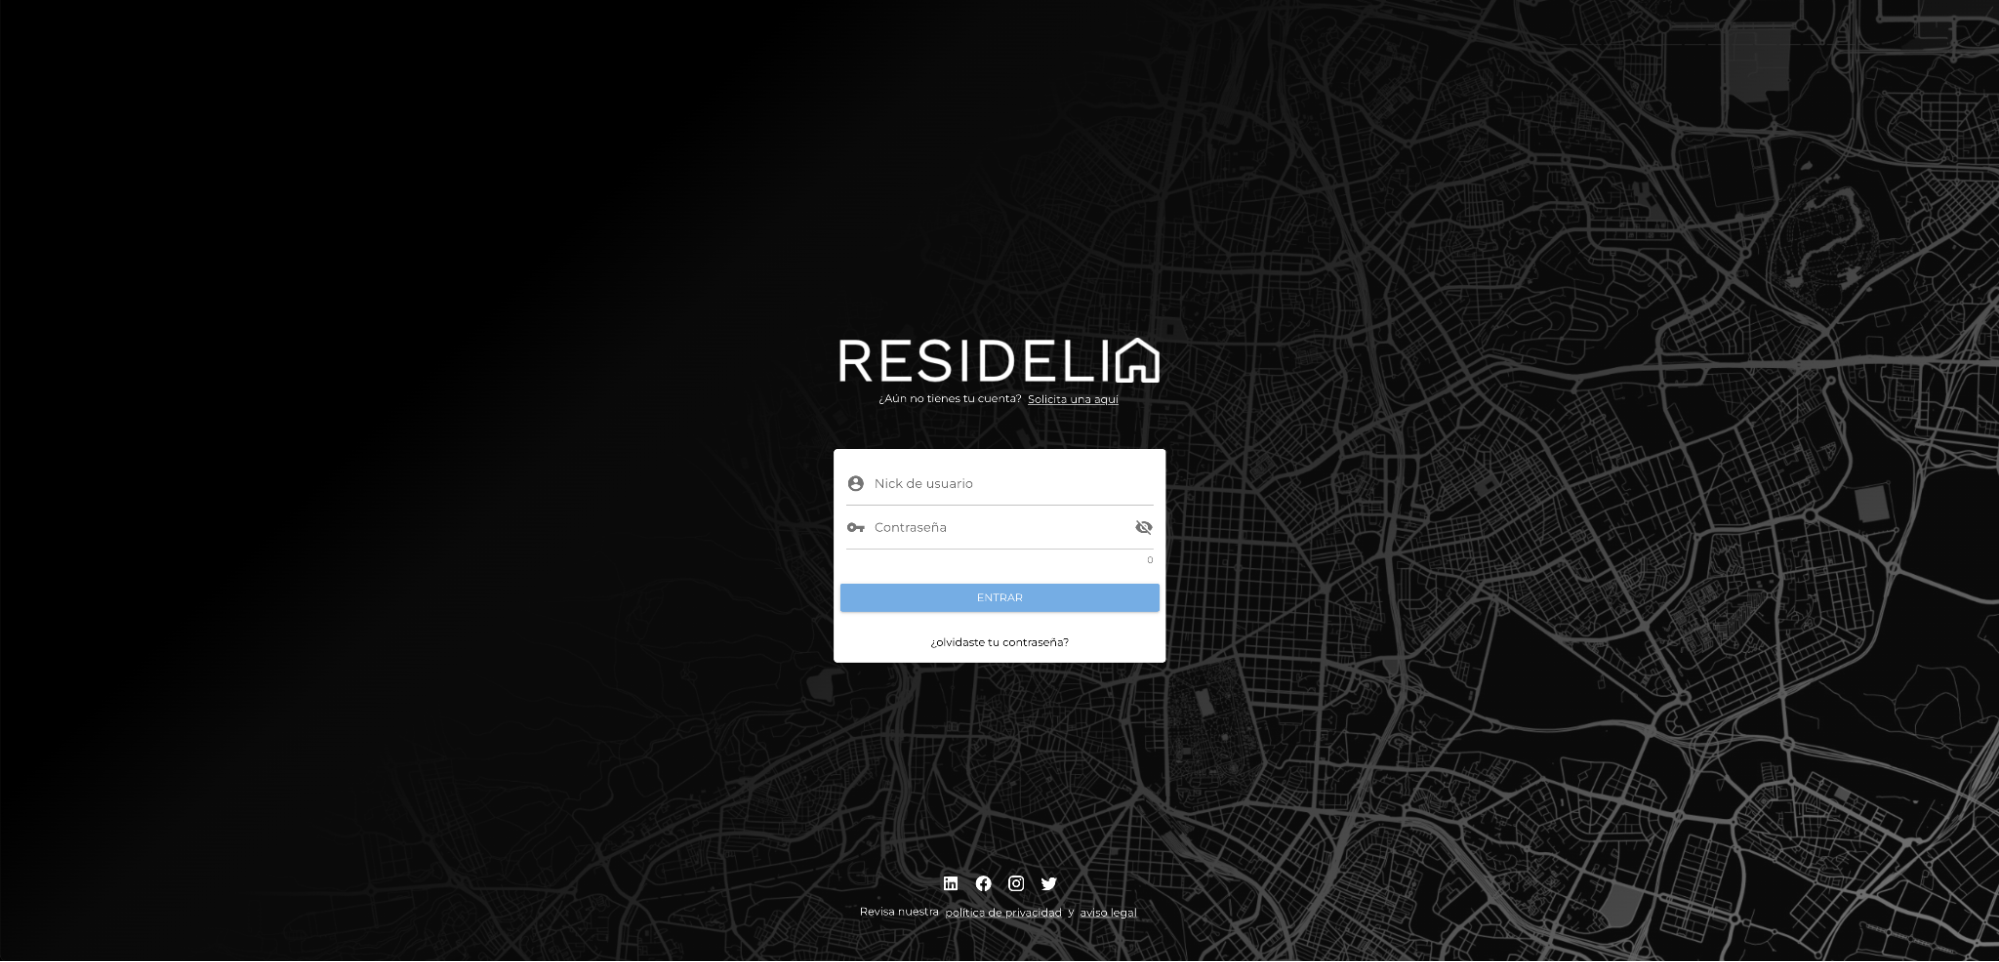 RESIDELIA
¿Aún no tienes tu cuenta? Solicita una aquí
Nick de usuario
Contraseña
0
ENTRAR
¿olvidaste tu contraseña?
Revisa nuestra política de privacidad y aviso legal